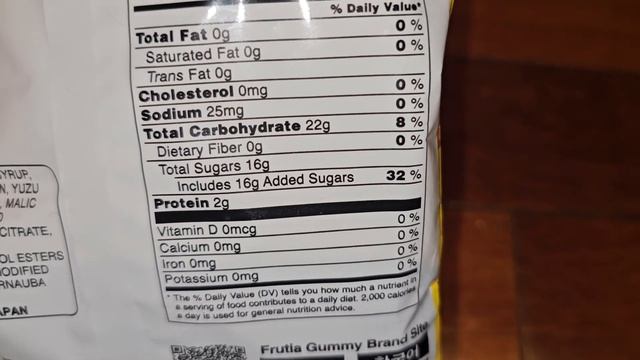 % Daily Value*
Total Fat 0g 0 %
Saturated Fat 0g 0 %
Trans Fat 0g
Cholesterol 0mg 0 %
Sodium 25mg 0 %
Total Carbohydrate 22g 8 %
Dietary Fiber 0g 0 %
Total Sugars 16g
Includes 16g Added Sugars 32 %
Protein 2g
Vitamin D 0mcg 0 %
Calcium 0mg 0 %
Iron 0mg 0 %
Potassium 0mg 0 %
* The % Daily Value (DV) tells you how much a nutrient in
a serving of food contributes to a daily diet. 2,000 calories
a day is used for general nutrition advice.
YRUP,
N, YUZU
, MALIC
CITRATE,
OL ESTERS
ODIFIED
RNAUBA
APAN
Frutia Gummy Brand Site
한국어